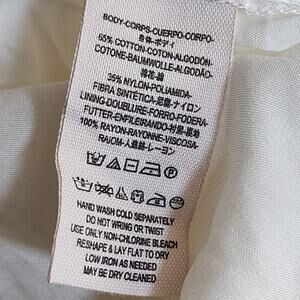 BODY-CORPS-CUERPO-CORPO-
身体-ボディ
65% COTTON-COTON-ALGODÓN-
COTONE-BAUMWOLLE-ALGODÃO-
棉花-綿
35% NYLON-POLIAMIDA-
FIBRA SINTÉTICA-尼龍-ナイロン
LINING-DOUBLURE-FORRO-FODERA-
FUTTER-ENFILEIRANDO-村里-裏地
100% RAYON-RAYONNE-VISCOSA-
RAION-人造絲-レーヨン
HAND WASH COLD SEPARATELY
DO NOT WRING OR TWIST
USE ONLY NON-CHLORINE BLEACH
RESHAPE & LAY FLAT TO DRY
LOW IRON AS NEEDED
MAY BE DRY CLEANED